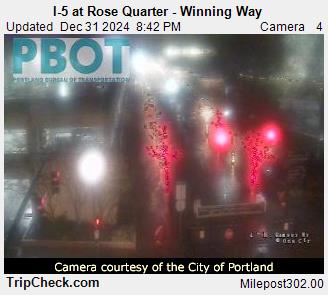 I-5 at Rose Quarter - Winning Way
Updated Dec 31 2024 8:42 PM Camera 4
PBOT
PORTLAND BUREAU OF TRANSPORTATION
Camera courtesy of the City of Portland
TripCheck.com Milepost302.00